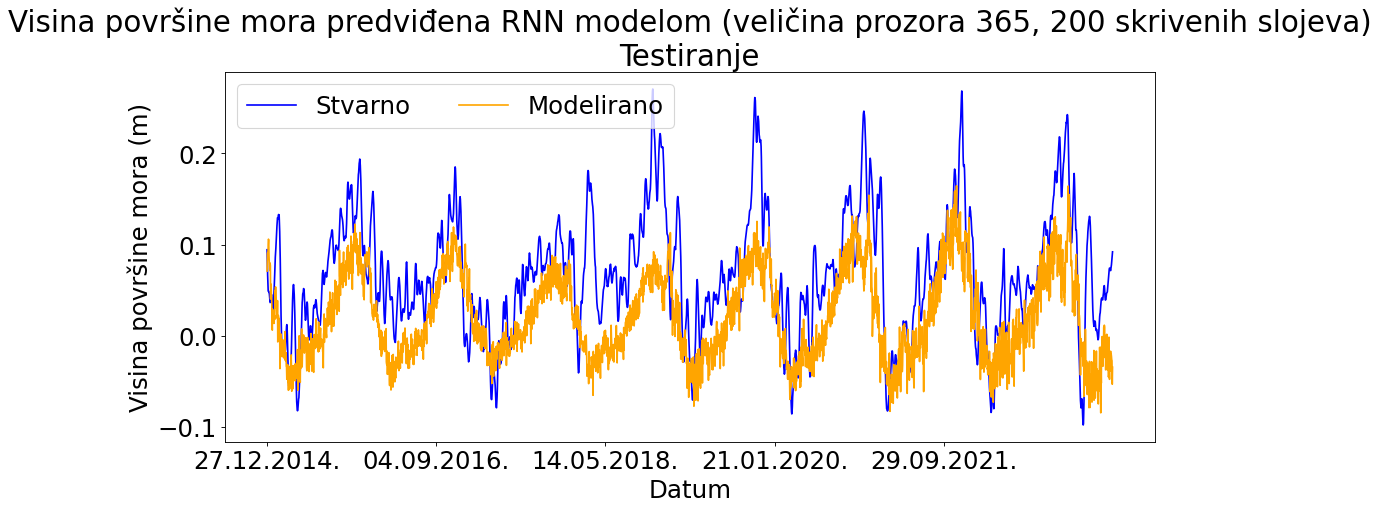 Visina površine mora predviđena RNN modelom (veličina prozora 365, 200 skrivenih slojeva)
Testiranje
Stvarno Modelirano
Visina površine mora (m)
0.2
0.1
0.0
−0.1
27.12.2014. 04.09.2016. 14.05.2018. 21.01.2020. 29.09.2021.
Datum